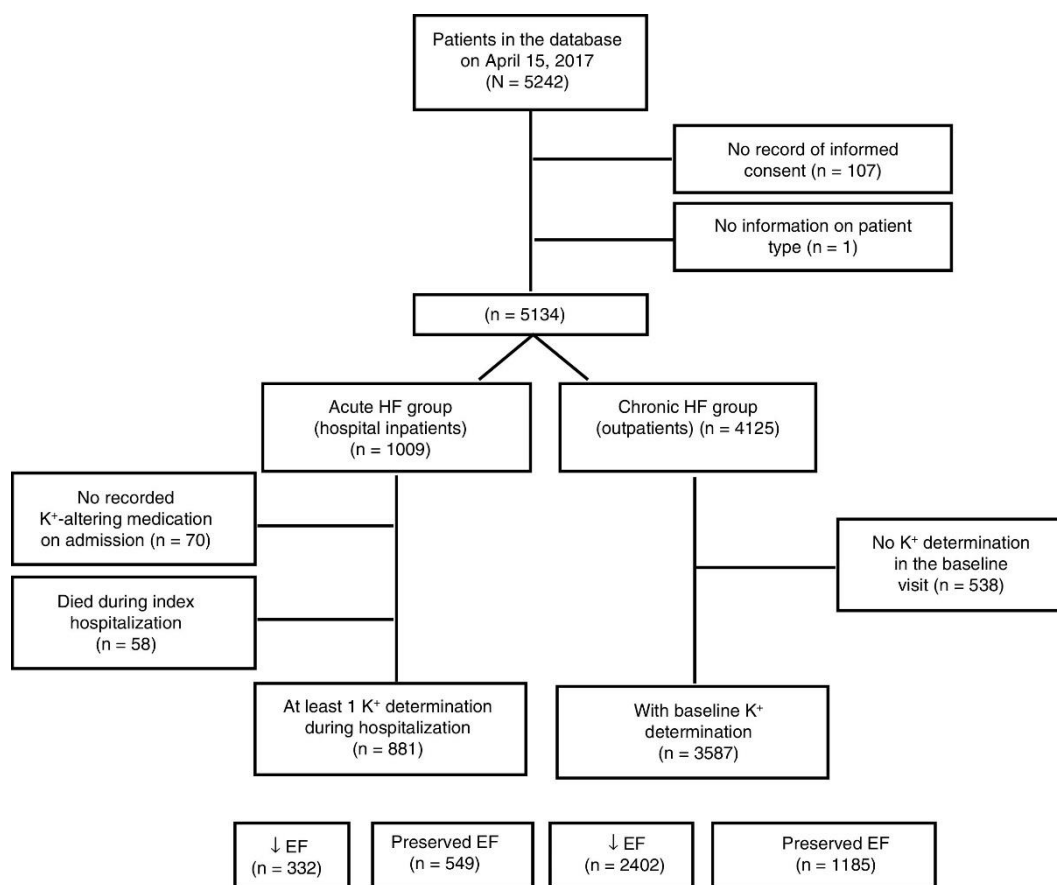 Patients in the database
on April 15, 2017
(N = 5242)
No record of informed
consent (n = 107)
No information on patient
type (n = 1)
(n = 5134)
Acute HF group
(hospital inpatients)
(n = 1009)
Chronic HF group
(outpatients) (n = 4125)
No recorded
K⁺-altering medication
on admission (n = 70)
No K⁺ determination
in the baseline
visit (n = 538)
Died during index
hospitalization
(n = 58)
At least 1 K⁺ determination
during hospitalization
(n = 881)
With baseline K⁺
determination
(n = 3587)
↓ EF
(n = 332)
Preserved EF
(n = 549)
↓ EF
(n = 2402)
Preserved EF
(n = 1185)